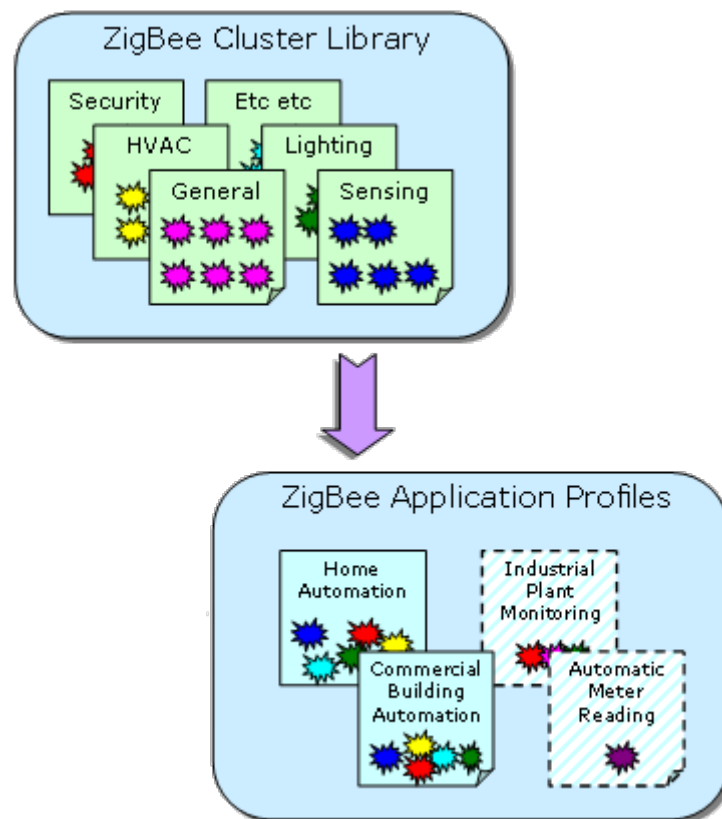 ZigBee Cluster Library
Security
Etc etc
HVAC
Lighting
General
Sensing
ZigBee Application Profiles
Home
Automation
Industrial
Plant
Monitoring
Commercial
Building
Automation
Automatic
Meter
Reading